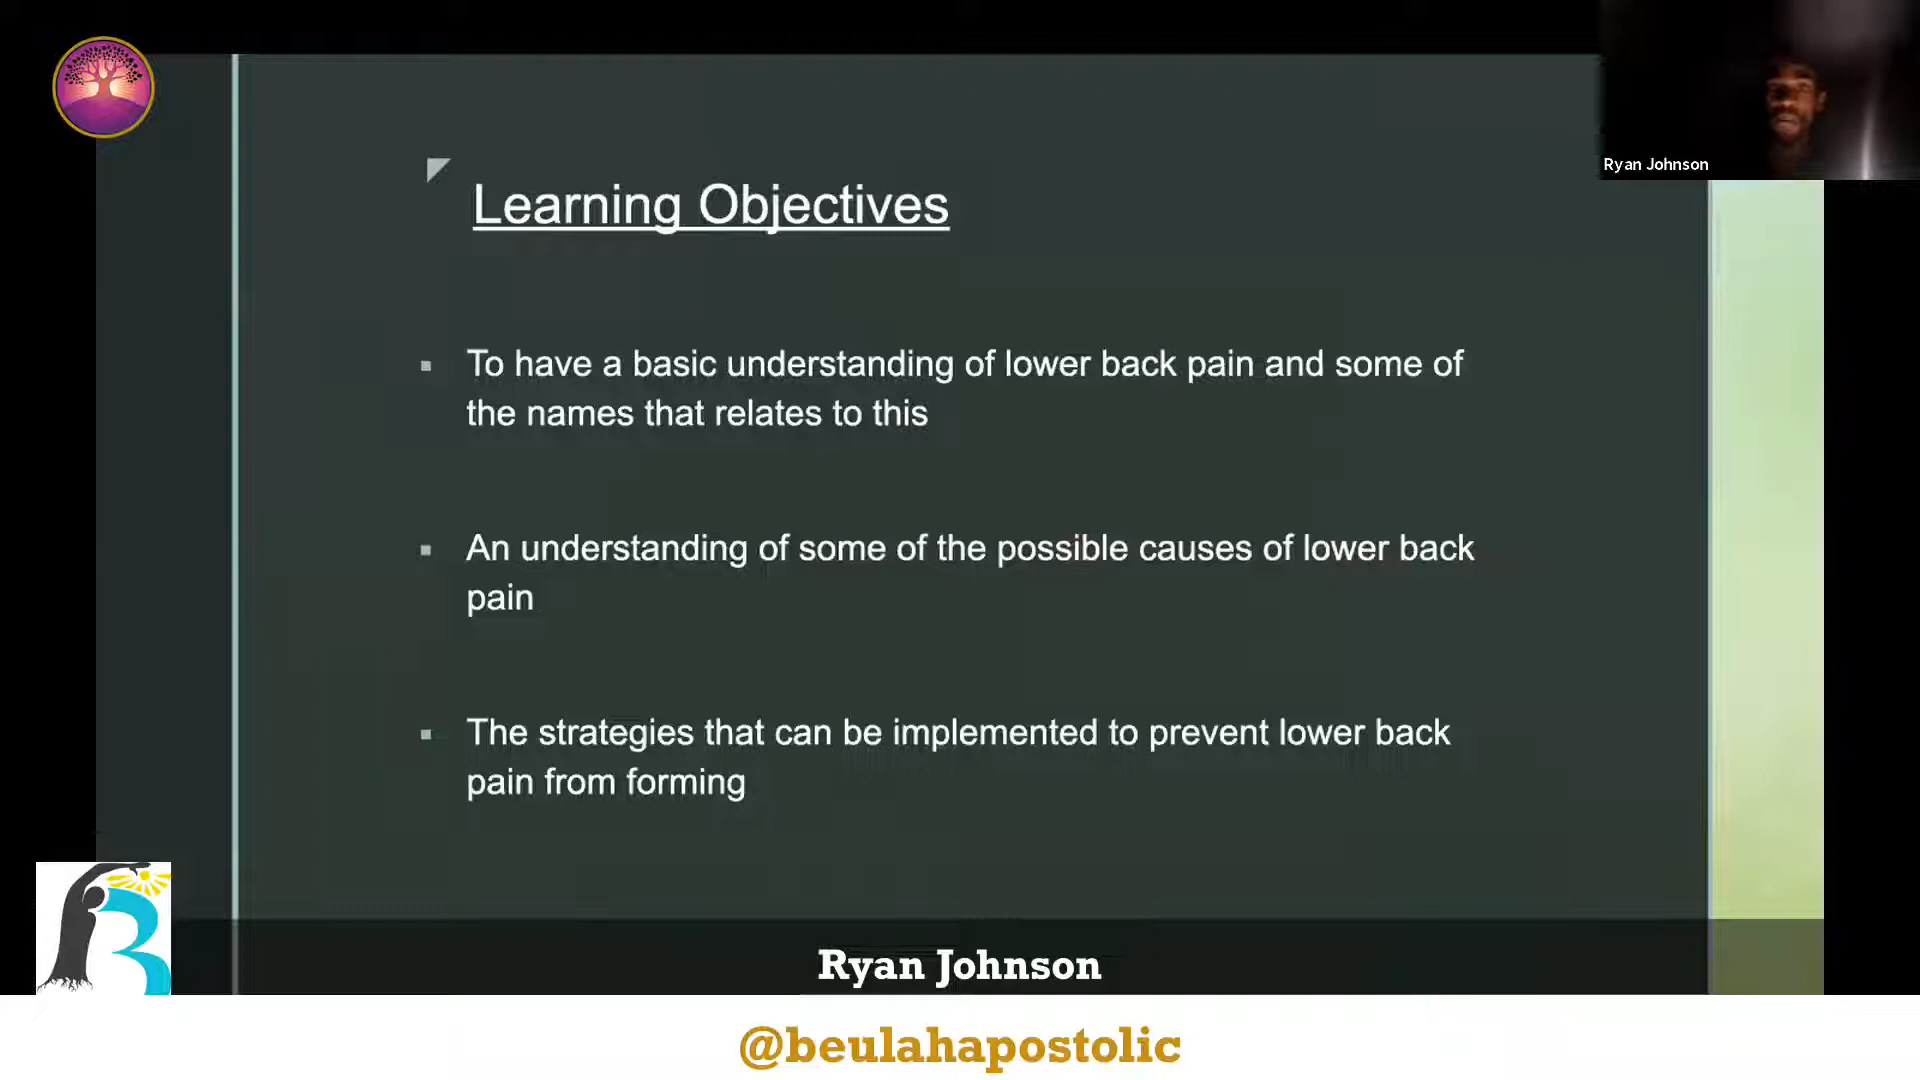 Ryan Johnson
Learning Objectives
To have a basic understanding of lower back pain and some of
the names that relates to this
An understanding of some of the possible causes of lower back
pain
The strategies that can be implemented to prevent lower back
pain from forming
Ryan Johnson
@beulahapostolic